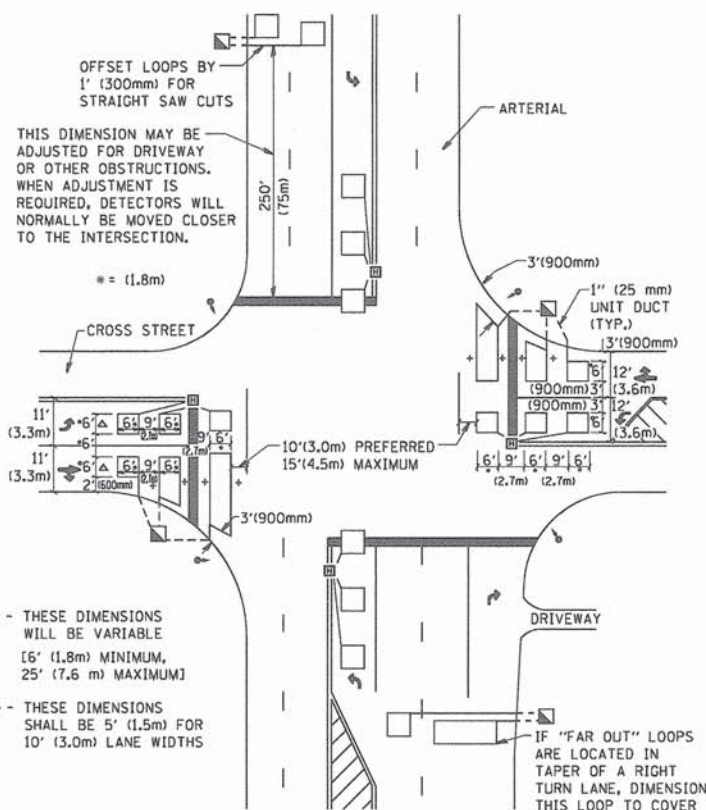 OFFSET LOOPS BY
1' (300mm) FOR
STRAIGHT SAW CUTS
THIS DIMENSION MAY BE
ADJUSTED FOR DRIVEWAY
OR OTHER OBSTRUCTIONS.
WHEN ADJUSTMENT IS
REQUIRED, DETECTORS WILL
NORMALLY BE MOVED CLOSER
TO THE INTERSECTION.
* = (1.8m)
250'
(75m)
ARTERIAL
H
3'(900mm)
1" (25 mm)
UNIT DUCT
(TYP.)
3'(900mm)
CROSS STREET
H
11'
(3.3m)
*6'
6'
9'
6'
*6'
11'
(3.3m)
*6'
6'
9'
6'
2'
(600mm)
9'
6'
(2.7m)
10'(3.0m) PREFERRED
15'(4.5m) MAXIMUM
3'(900mm)
6'
12'
(3.6m)
(900mm) 3'
(900mm) 3'
12'
6'
(3.6m)
H
6' 9' 6' 9' 6'
(2.7m) (2.7m)
H
- THESE DIMENSIONS
WILL BE VARIABLE
[6' (1.8m) MINIMUM,
25' (7.6 m) MAXIMUM]
- THESE DIMENSIONS
SHALL BE 5' (1.5m) FOR
10' (3.0m) LANE WIDTHS
DRIVEWAY
IF "FAR OUT" LOOPS
ARE LOCATED IN
TAPER OF A RIGHT
TURN LANE, DIMENSION
THIS LOOP TO COVER